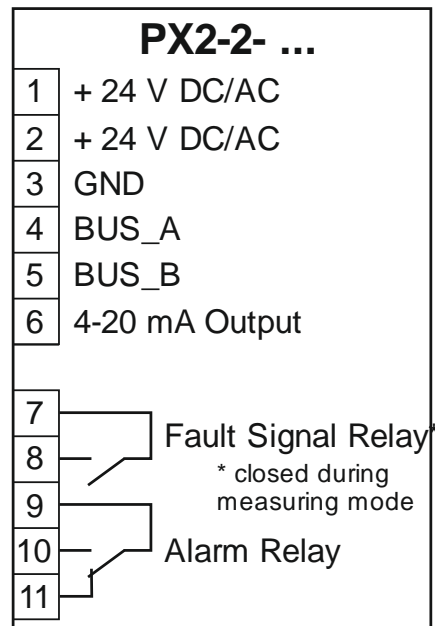 PX2-2- ...
1 + 24 V DC/AC
2 + 24 V DC/AC
3 GND
4 BUS_A
5 BUS_B
6 4-20 mA Output
7
Fault Signal Relay*
8
* closed during
measuring mode
9
10 Alarm Relay
11